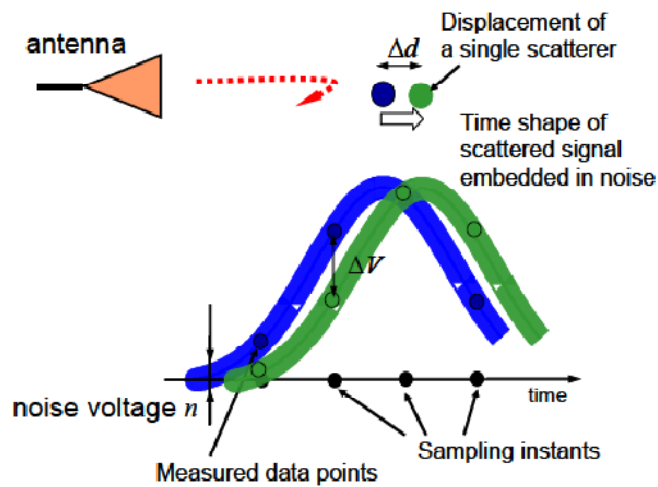 antenna
Δd
Displacement of
a single scatterer
Time shape of
scattered signal
embedded in noise
ΔV
noise voltage n
time
Measured data points
Sampling instants